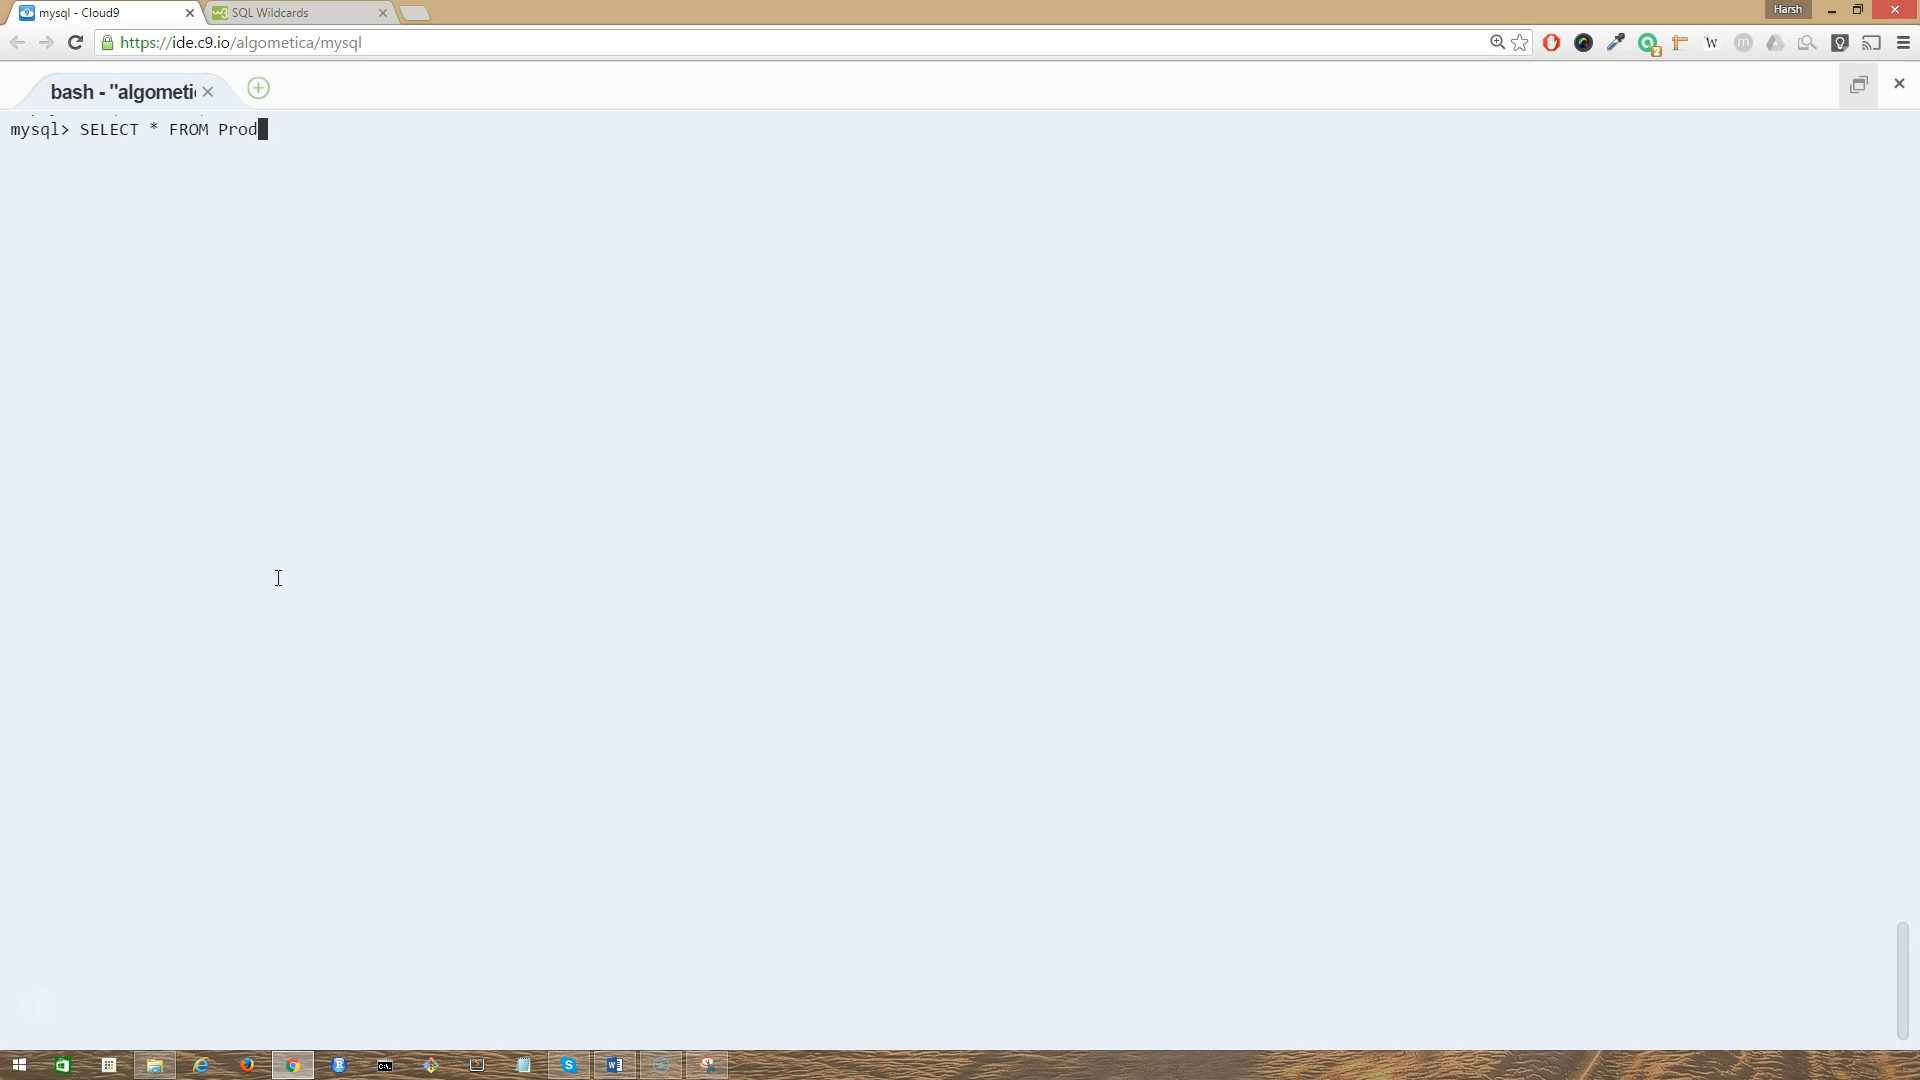 mysql - Cloud9
SQL Wildcards
Harsh
https://ide.c9.io/algometica/mysql
bash - "algometi
mysql> SELECT * FROM Prod